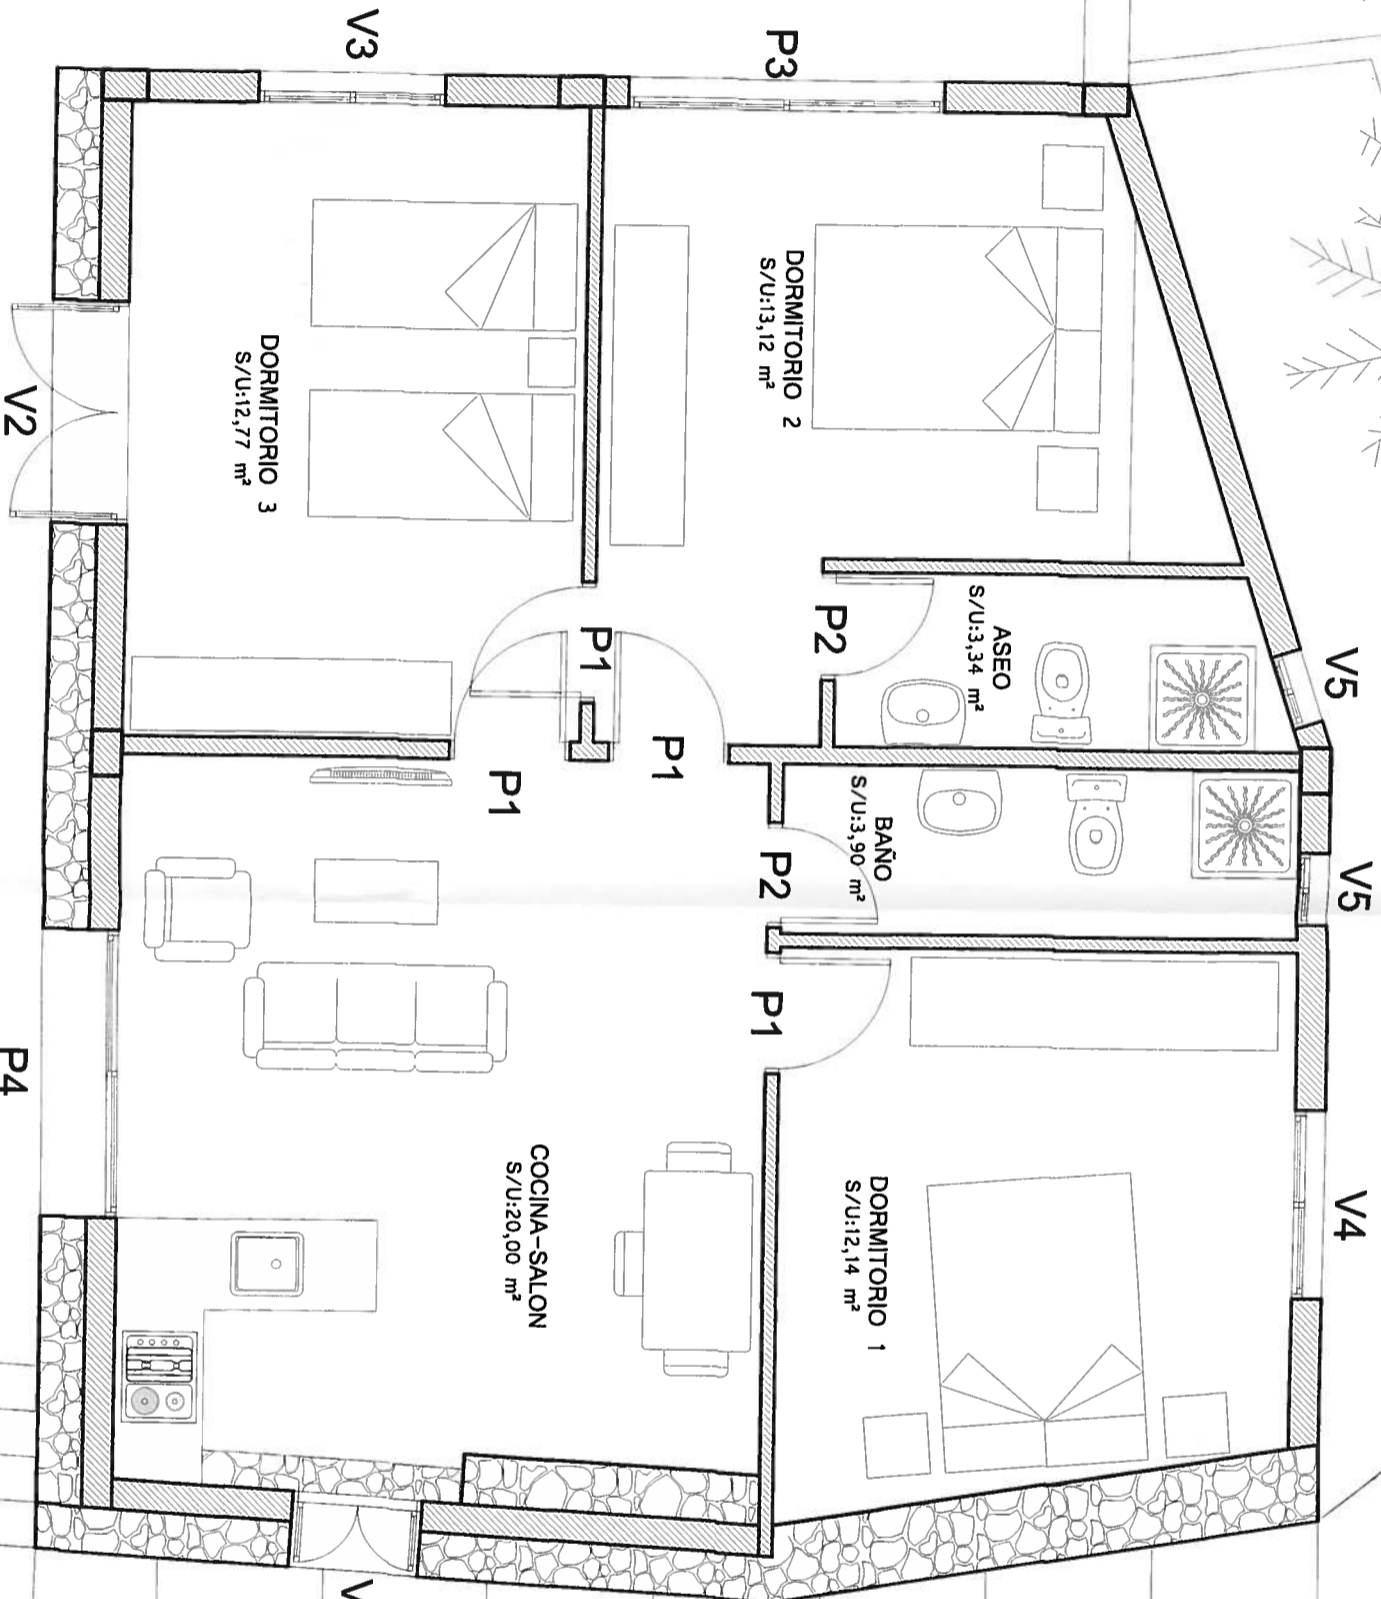 V3
P3
V5
V5
V4
DORMITORIO 2
S/U:13,12 m²
ASEO
S/U:3,34 m²
P2
BAÑO
S/U:3,90 m²
P2
P1
DORMITORIO 1
S/U:12,14 m²
DORMITORIO 3
S/U:12,77 m²
P1
P1
P1
COCINA-SALON
S/U:20,00 m²
V2
P4